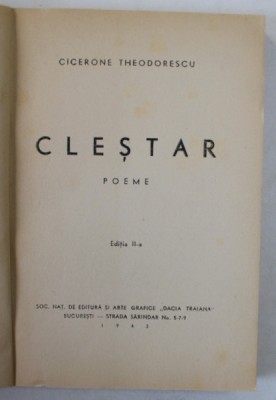 CICERONE THEODORESCU
CLEȘTAR
POEME
Ediția II-a
SOC. NAȚ. DE EDITURĂ ȘI ARTE GRAFICE „DACIA TRAIANA"
BUCUREȘTI — STRADA SĂRINDAR No. 5-7-9